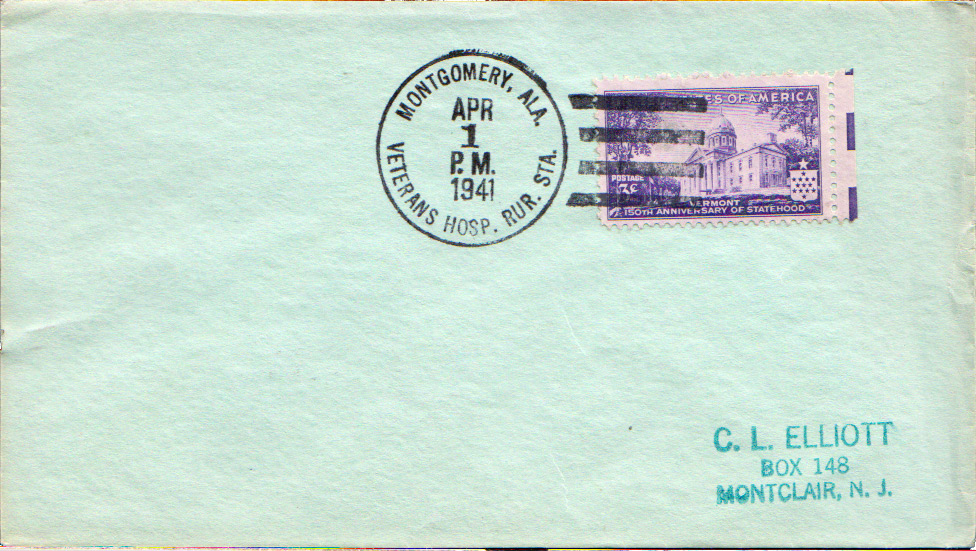 MONTGOMERY, ALA.
APR
1
P. M.
1941
VETERANS HOSP. RUR. STA.
ES OF AMERICA
POSTAGE
3¢
VERMONT
150TH ANNIVERSARY OF STATEHOOD
C. L. ELLIOTT
BOX 148
MONTCLAIR, N. J.